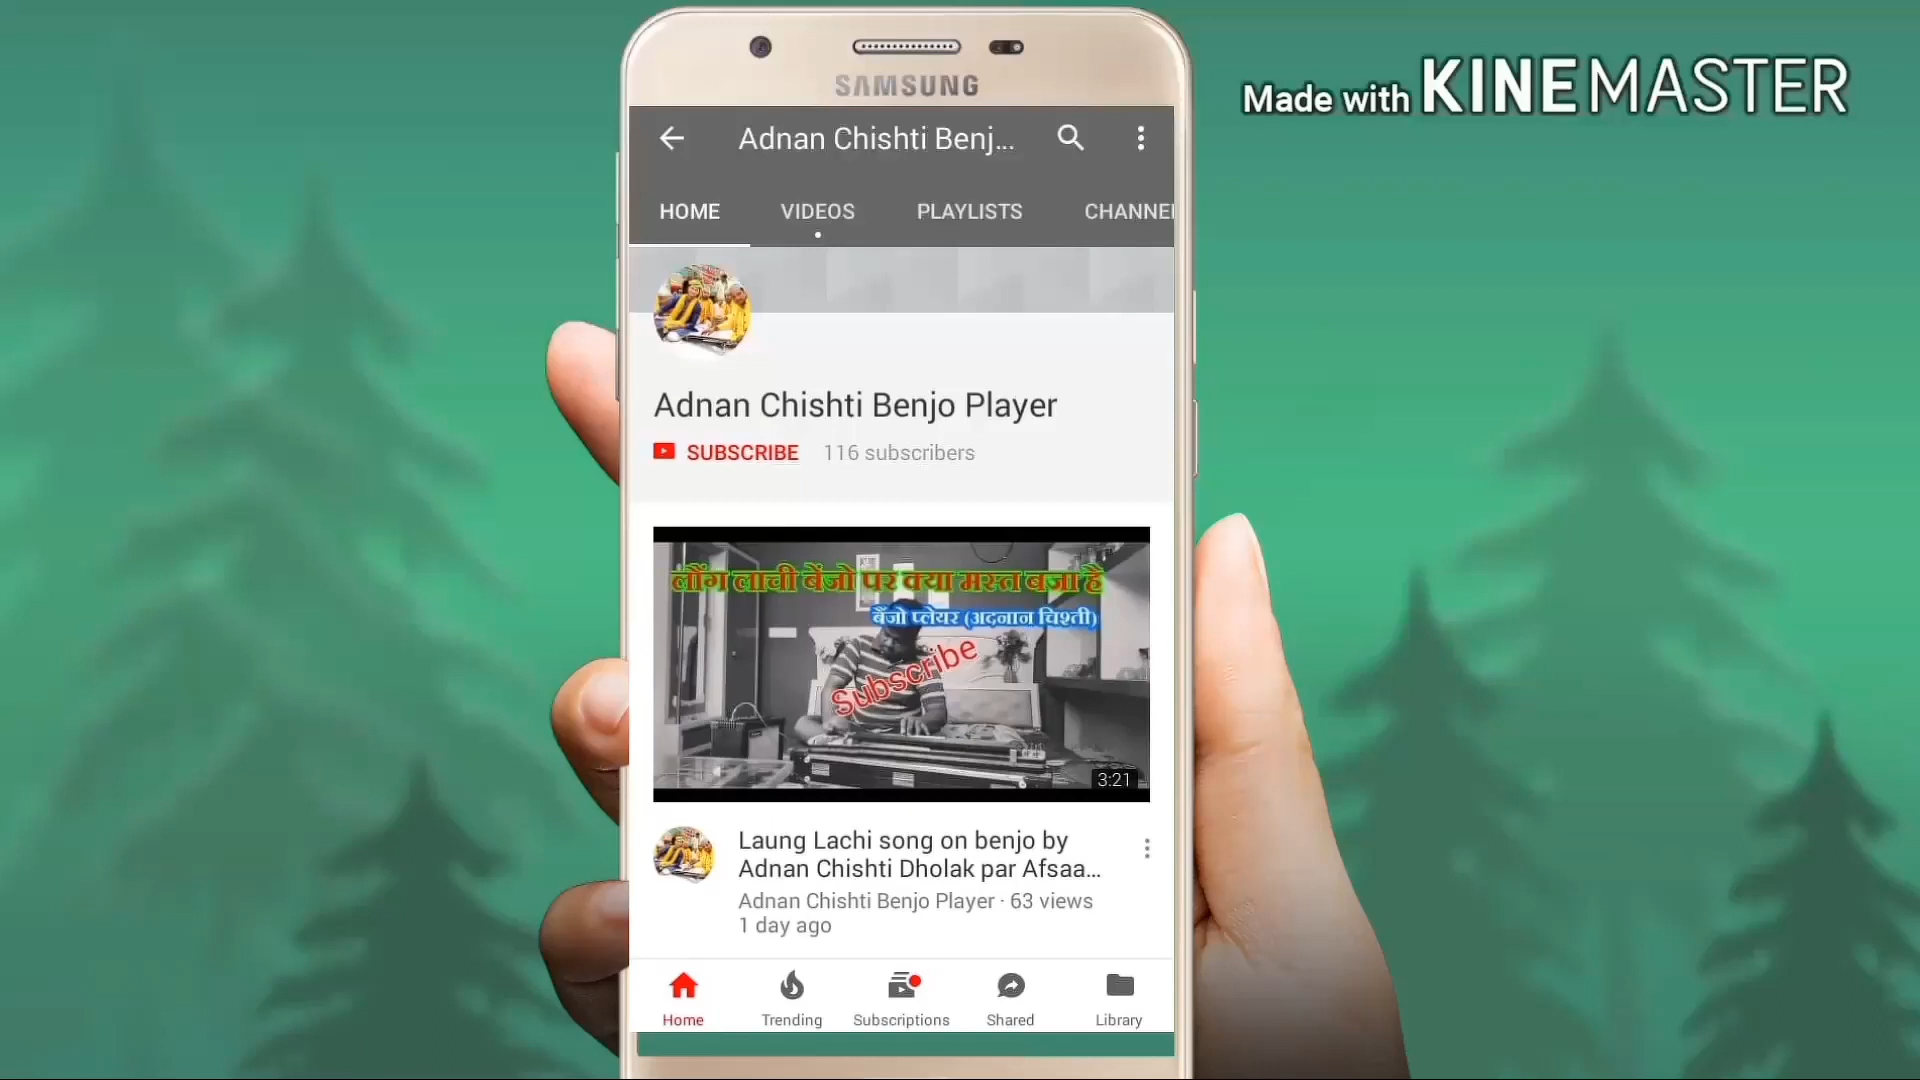 Made with KINEMASTER
SAMSUNG
Adnan Chishti Benj...
HOME VIDEOS PLAYLISTS CHANNEL
Adnan Chishti Benjo Player
SUBSCRIBE 116 subscribers
लौंग लाची बेंजो पर क्या मस्त बजा है
बैंजो प्लेयर (अदनान चिश्ती)
Subscribe
3:21
Laung Lachi song on benjo by
Adnan Chishti Dholak par Afsaa...
Adnan Chishti Benjo Player · 63 views
1 day ago
Home Trending Subscriptions Shared Library